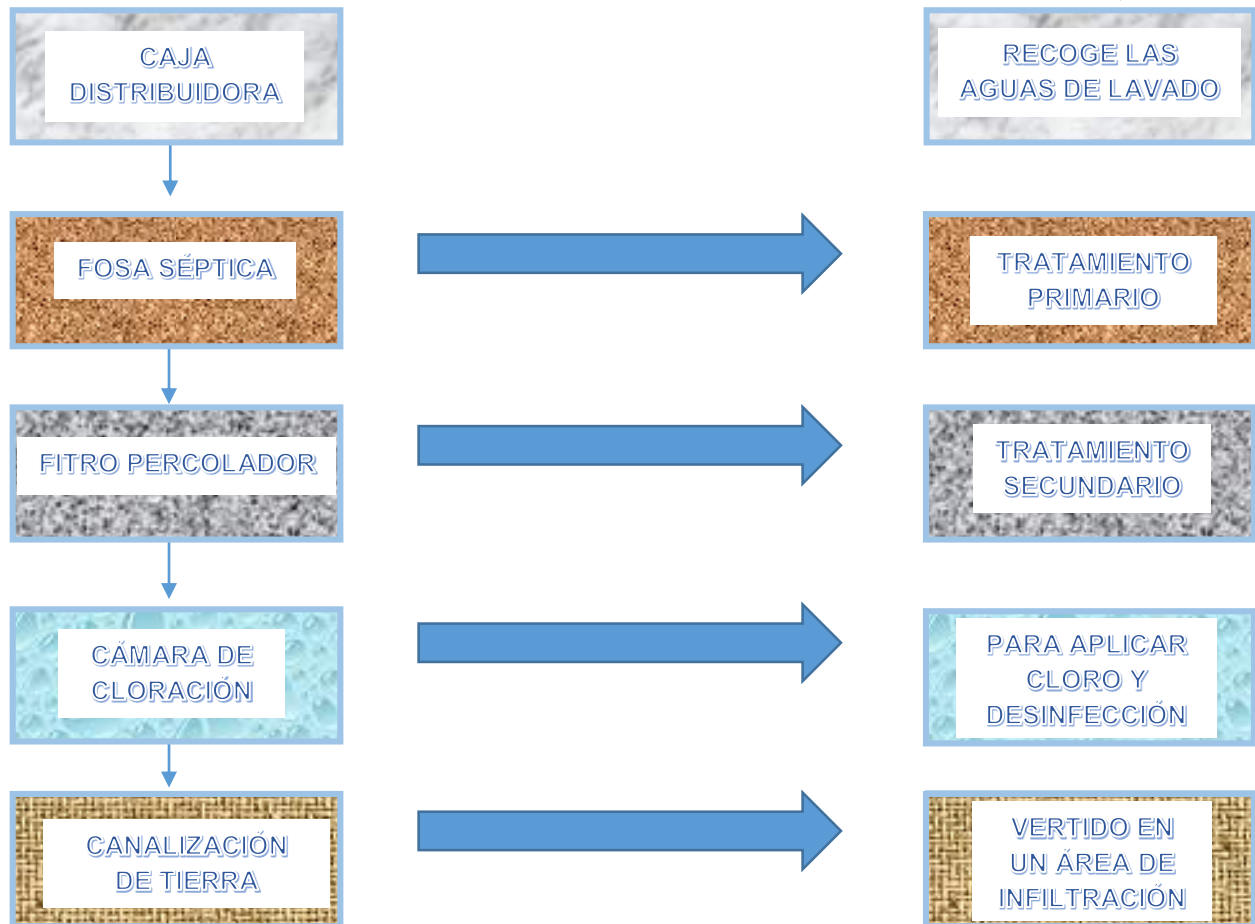 CAJA
DISTRIBUIDORA
RECOGE LAS
AGUAS DE LAVADO
FOSA SÉPTICA
TRATAMIENTO
PRIMARIO
FITRO PERCOLADOR
TRATAMIENTO
SECUNDARIO
CÁMARA DE
CLORACIÓN
PARA APLICAR
CLORO Y
DESINFECCIÓN
CANALIZACIÓN
DE TIERRA
VERTIDO EN
UN ÁREA DE
INFILTRACIÓN